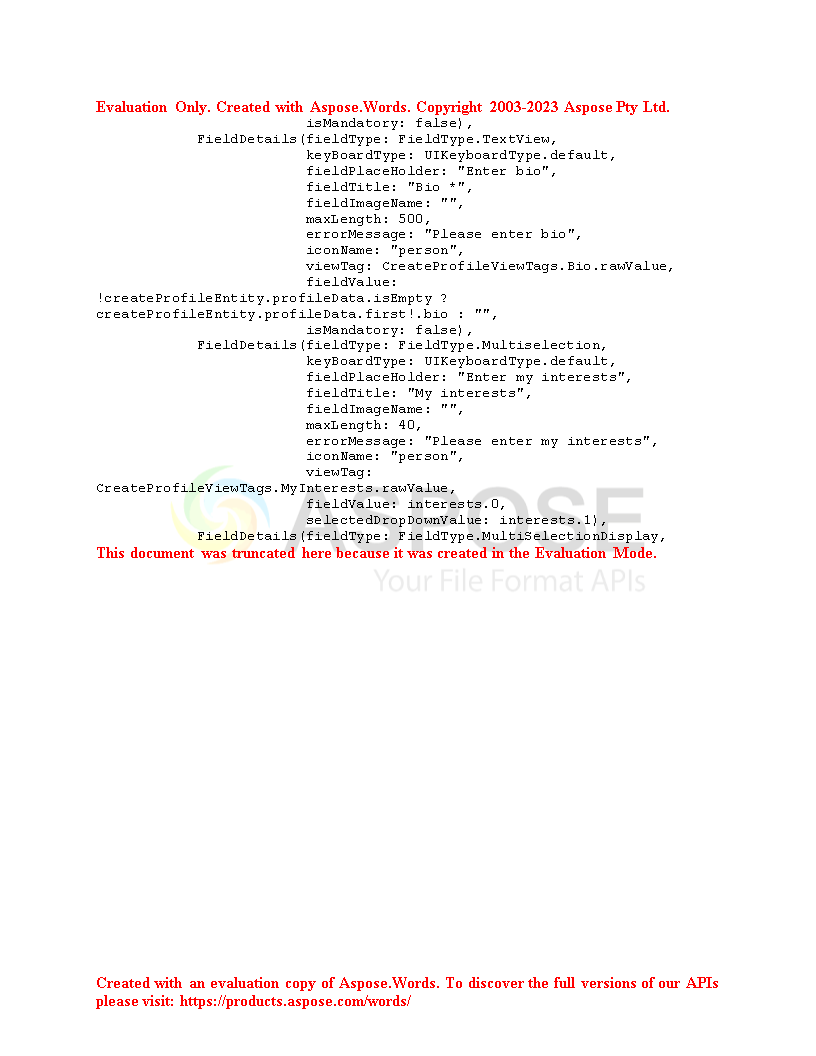 Evaluation Only. Created with Aspose.Words. Copyright 2003-2023 Aspose Pty Ltd.
isMandatory: false),
FieldDetails(fieldType: FieldType.TextView,
keyBoardType: UIKeyboardType.default,
fieldPlaceHolder: "Enter bio",
fieldTitle: "Bio *",
fieldImageName: "",
maxLength: 500,
errorMessage: "Please enter bio",
iconName: "person",
viewTag: CreateProfileViewTags.Bio.rawValue,
fieldValue:
!createProfileEntity.profileData.isEmpty ?
createProfileEntity.profileData.first!.bio : "",
isMandatory: false),
FieldDetails(fieldType: FieldType.Multiselection,
keyBoardType: UIKeyboardType.default,
fieldPlaceHolder: "Enter my interests",
fieldTitle: "My interests",
fieldImageName: "",
maxLength: 40,
errorMessage: "Please enter my interests",
iconName: "person",
viewTag:
CreateProfileViewTags.MyInterests.rawValue,
fieldValue: interests.0,
selectedDropDownValue: interests.1),
FieldDetails(fieldType: FieldType.MultiSelectionDisplay,
This document was truncated here because it was created in the Evaluation Mode.
ASPOSE
Your File Format APIs
Created with an evaluation copy of Aspose.Words. To discover the full versions of our APIs
please visit: https://products.aspose.com/words/